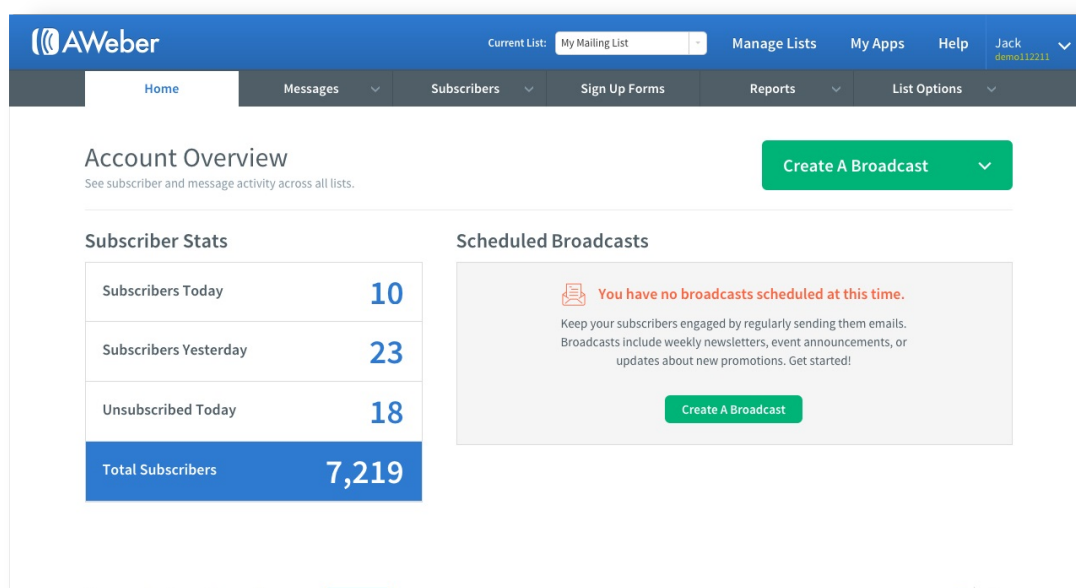 AWeber
Current List: My Mailing List Manage Lists My Apps Help Jack
demo112211
Home Messages Subscribers Sign Up Forms Reports List Options
Account Overview
See subscriber and message activity across all lists.
Create A Broadcast
Subscriber Stats
Subscribers Today 10
Subscribers Yesterday 23
Unsubscribed Today 18
Total Subscribers 7,219
Scheduled Broadcasts
You have no broadcasts scheduled at this time.
Keep your subscribers engaged by regularly sending them emails.
Broadcasts include weekly newsletters, event announcements, or
updates about new promotions. Get started!
Create A Broadcast